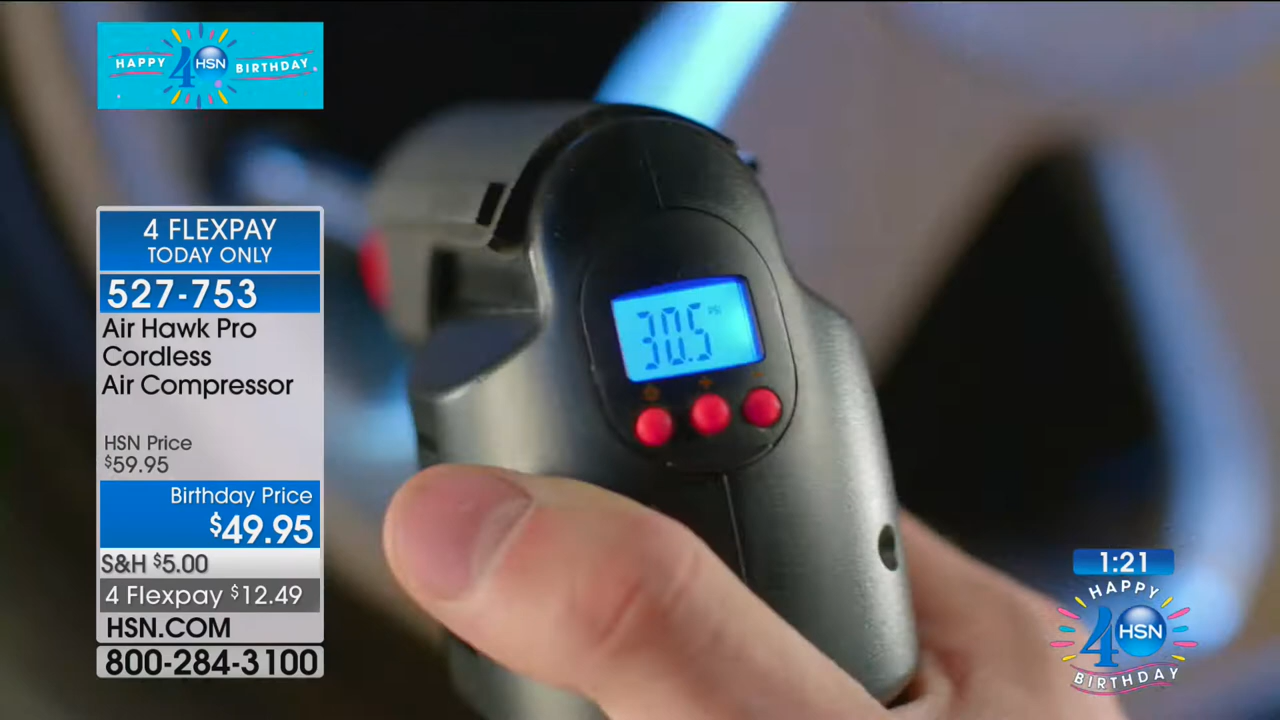 HAPPY 40 HSN BIRTHDAY
4 FLEXPAY
TODAY ONLY
527-753
Air Hawk Pro
Cordless
Air Compressor
HSN Price
$59.95
Birthday Price
$49.95
S&H $5.00
4 Flexpay $12.49
HSN.COM
800-284-3100
30.5 PSI
1:21
HAPPY
40 HSN
BIRTHDAY